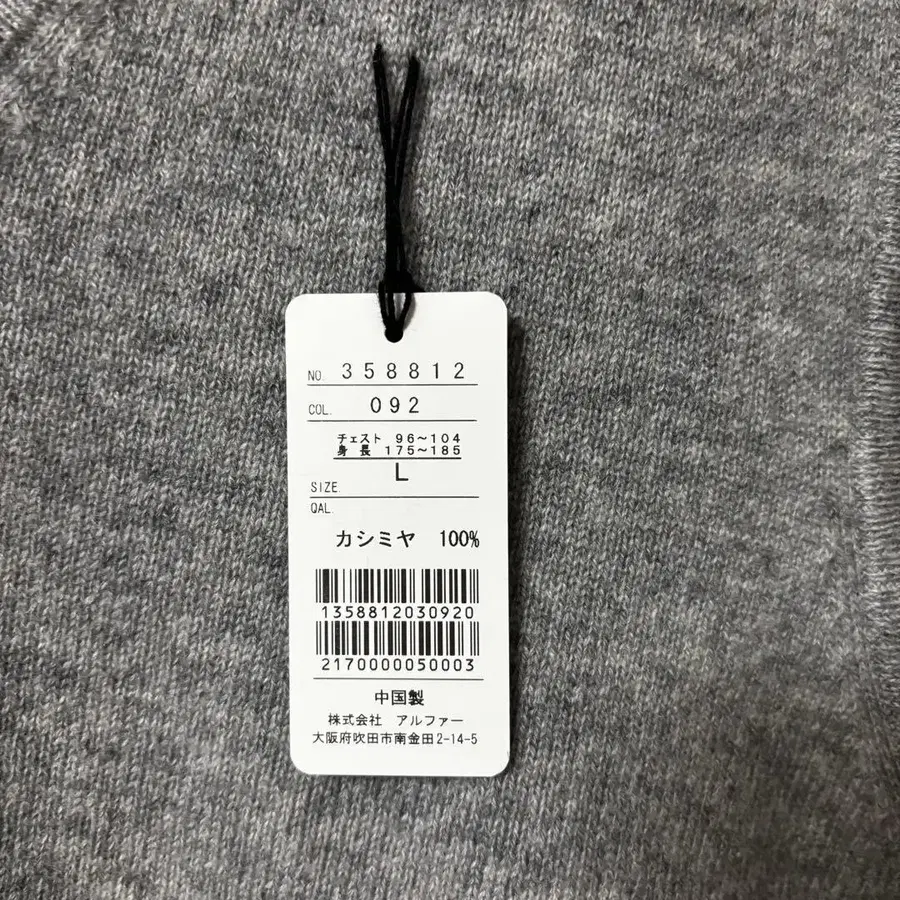 NO. 358812
COL. 092
チェスト 96～104
身長 175～185
L
SIZE.
QAL.
カシミヤ 100%
1358812030920
2170000050003
中国製
株式会社 アルファー
大阪府吹田市南金田2-14-5